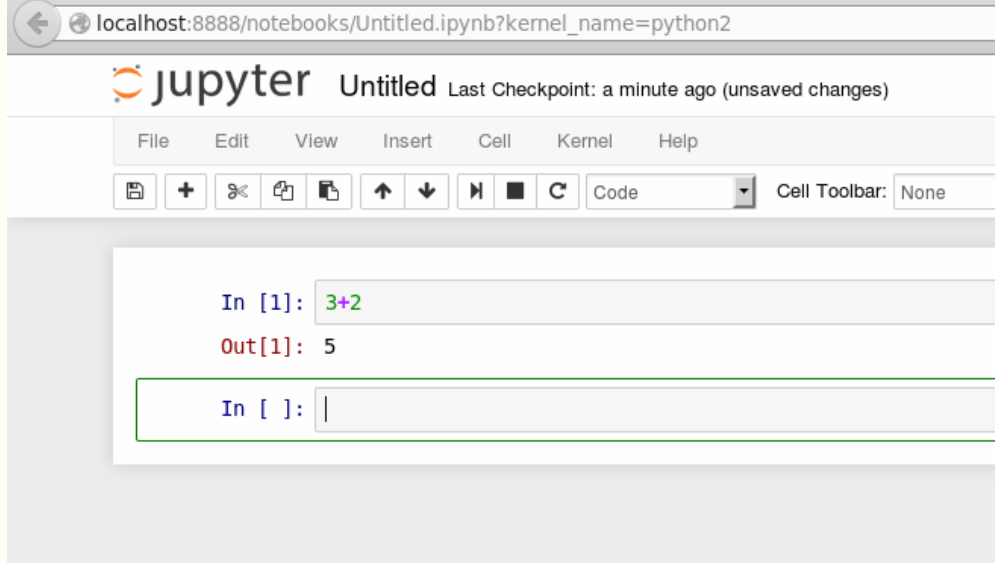 localhost:8888/notebooks/Untitled.ipynb?kernel_name=python2
jupyter Untitled Last Checkpoint: a minute ago (unsaved changes)
File Edit View Insert Cell Kernel Help
Code Cell Toolbar: None
In [1]: 3+2
Out[1]: 5
In [ ]: